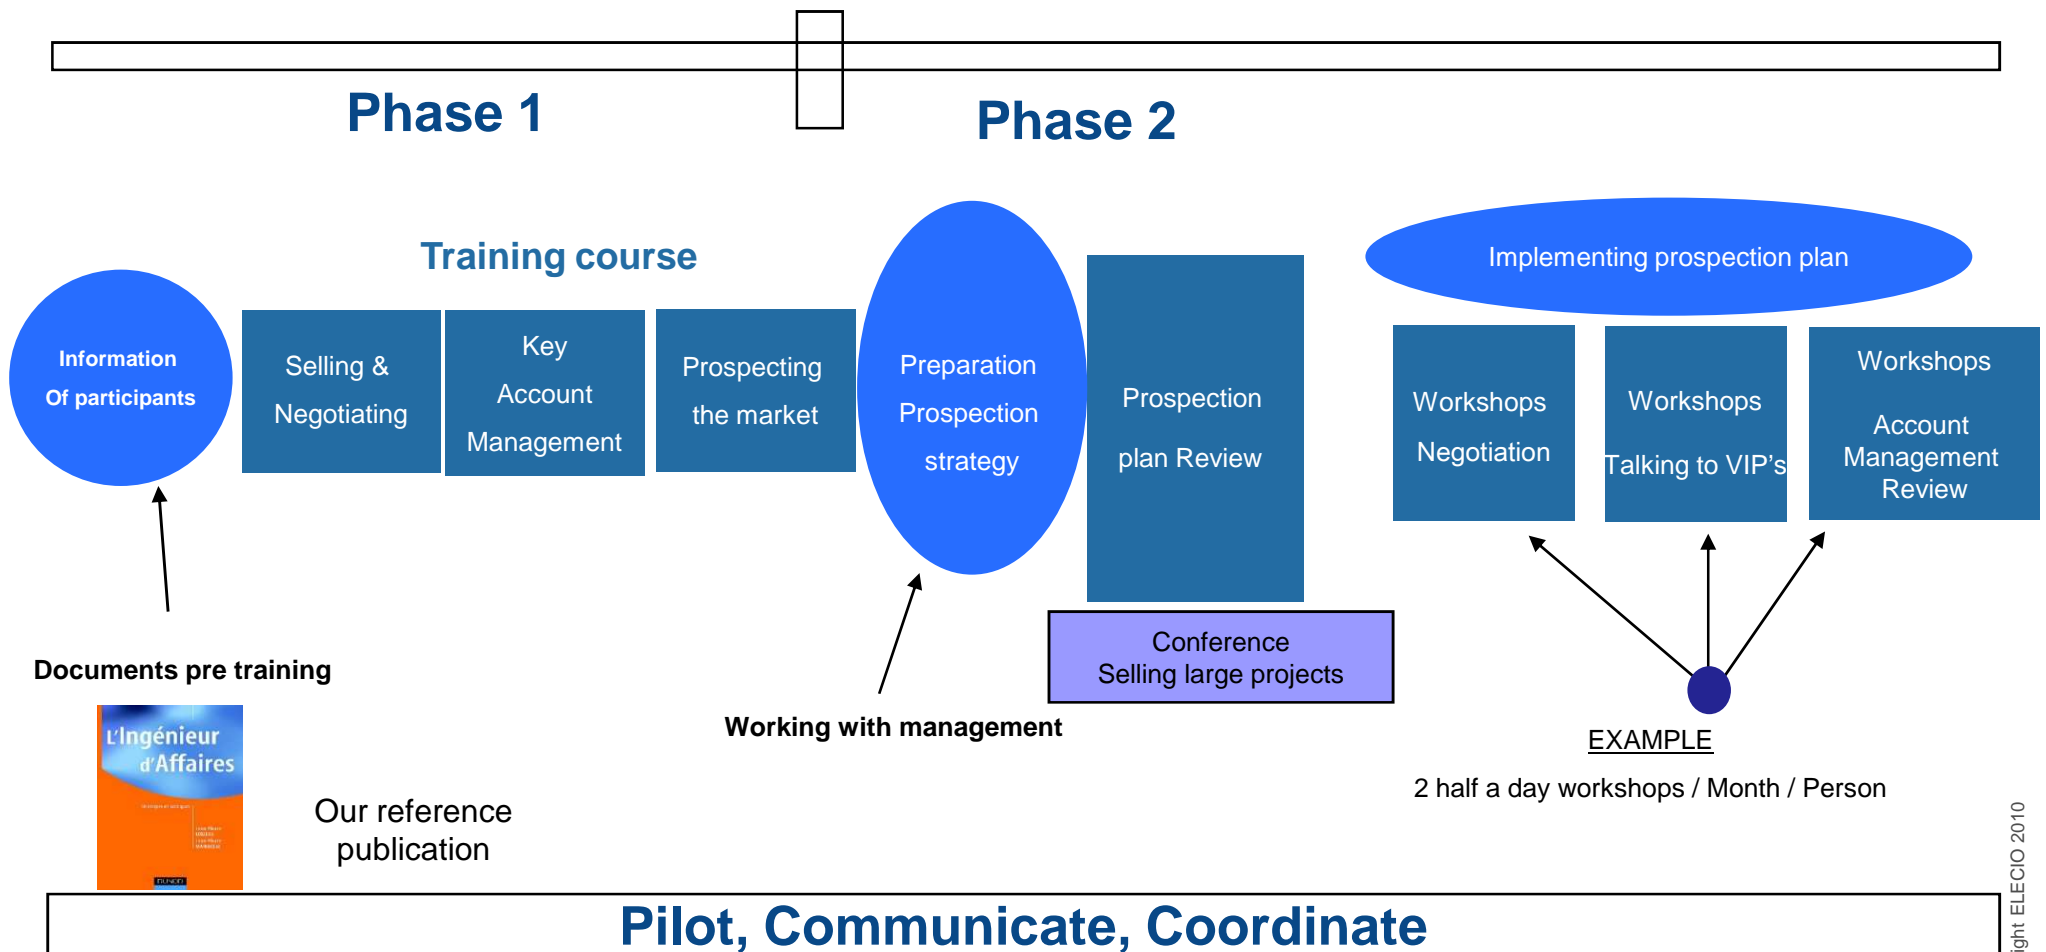 Phase 1
Phase 2
Training course
Information
Of participants
Selling &
Negotiating
Key
Account
Management
Prospecting
the market
Preparation
Prospection
strategy
Prospection
plan Review
Implementing prospection plan
Workshops
Negotiation
Workshops
Talking to VIP's
Workshops
Account
Management
Review
Conference
Selling large projects
Documents pre training
Working with management
EXAMPLE
2 half a day workshops / Month / Person
L'Ingénieur
d'Affaires
Our reference
publication
Pilot, Communicate, Coordinate
ELECIO 2010